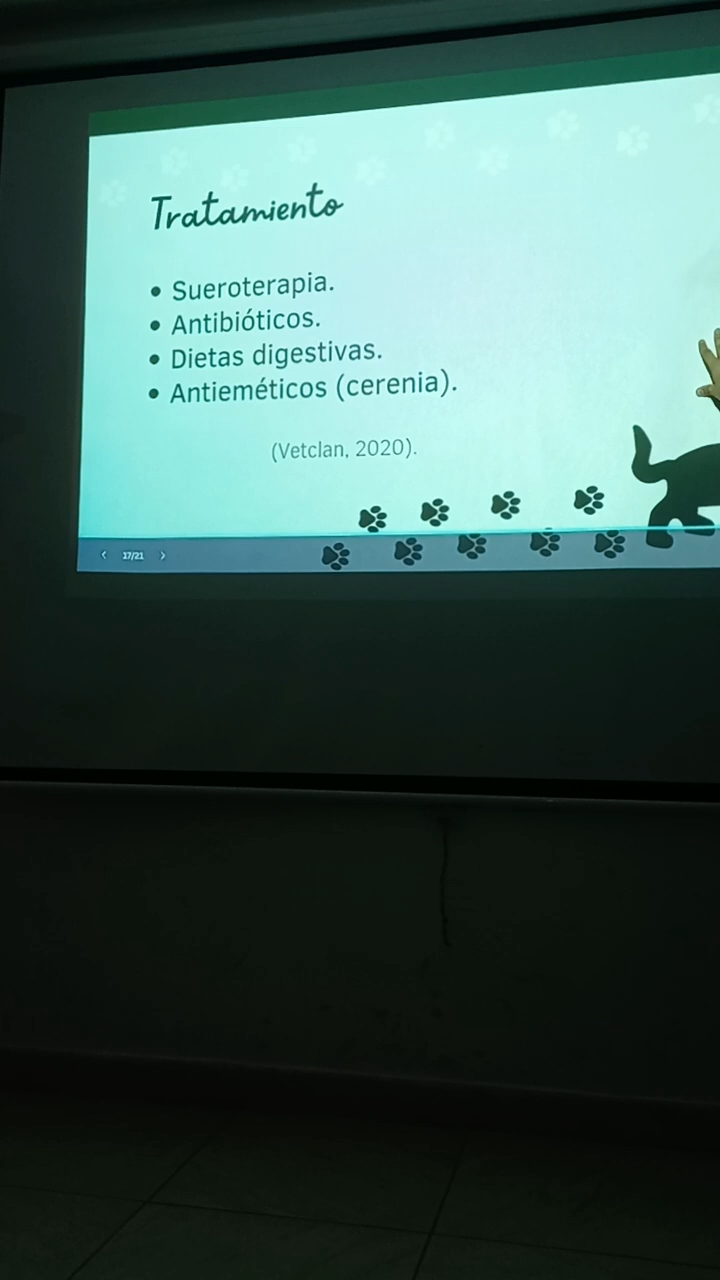 Tratamiento
• Sueroterapia.
• Antibióticos.
• Dietas digestivas.
• Antieméticos (cerenia).
(Vetclan, 2020).
< 17/21 >